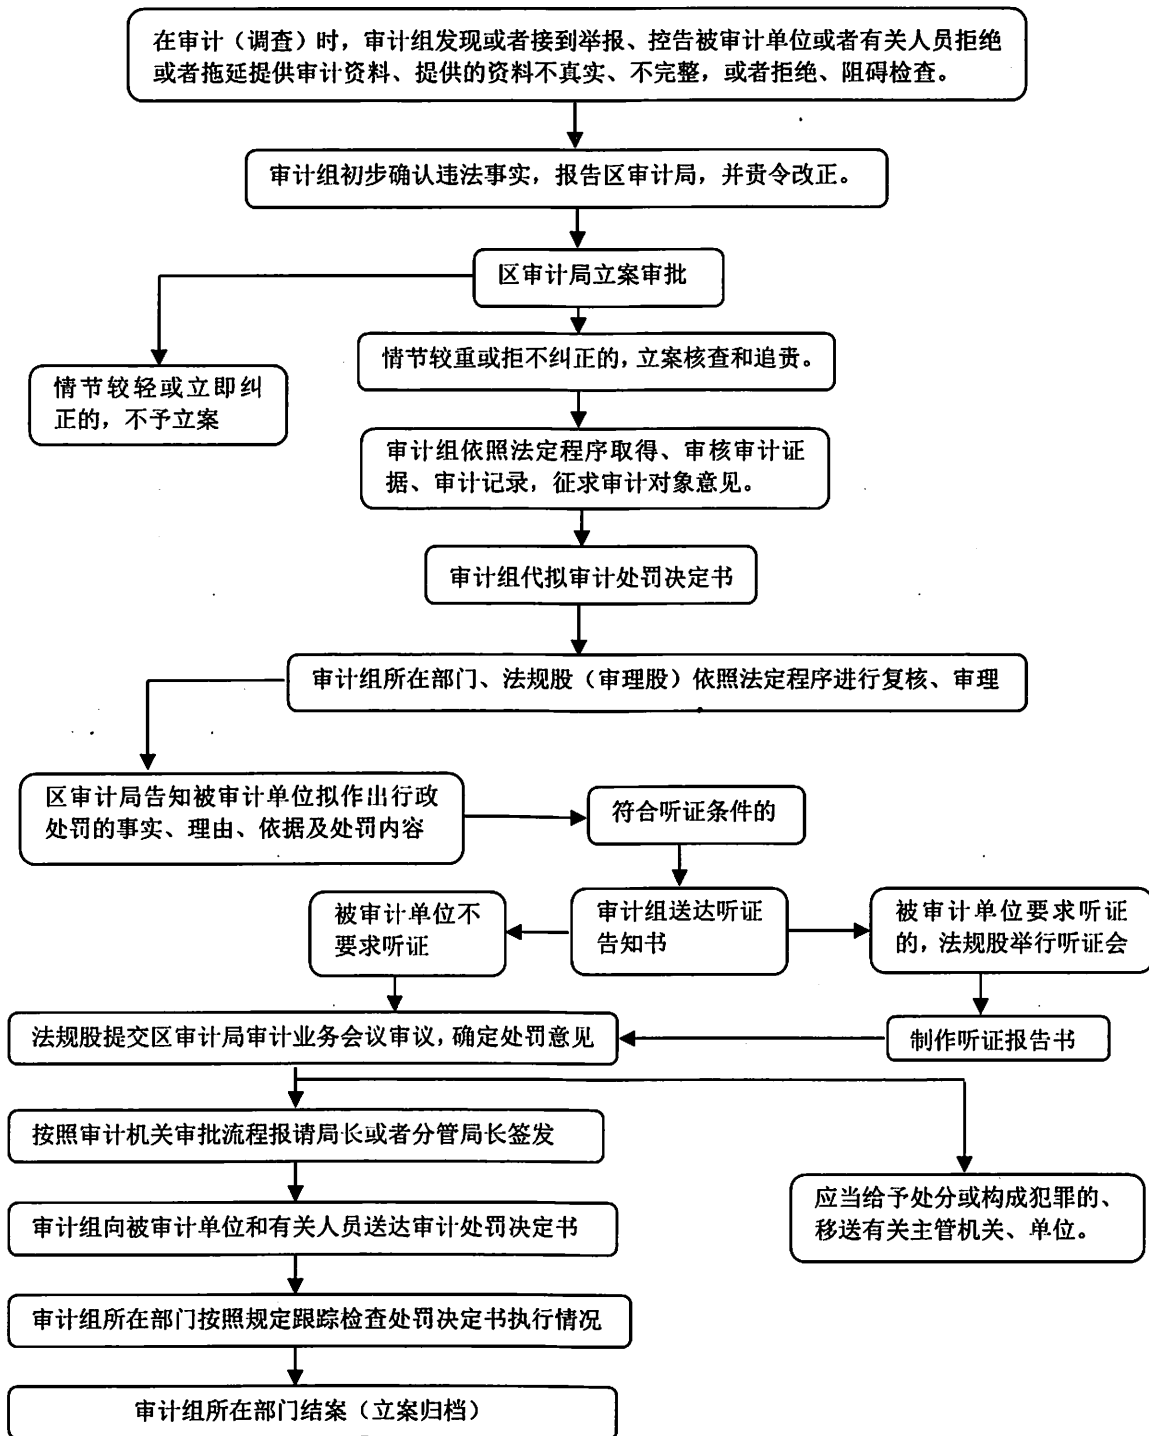 在审计（调查）时，审计组发现或者接到举报、控告被审计单位或者有关人员拒绝
或者拖延提供审计资料、提供的资料不真实、不完整，或者拒绝、阻碍检查。
审计组初步确认违法事实，报告区审计局，并责令改正。
区审计局立案审批
情节较重或拒不纠正的，立案核查和追责。
情节较轻或立即纠
正的，不予立案
审计组依照法定程序取得、审核审计证
据、审计记录，征求审计对象意见。
审计组代拟审计处罚决定书
审计组所在部门、法规股（审理股）依照法定程序进行复核、审理
区审计局告知被审计单位拟作出行政
处罚的事实、理由、依据及处罚内容
符合听证条件的
被审计单位不
要求听证
审计组送达听证
告知书
被审计单位要求听证
的，法规股举行听证会
法规股提交区审计局审计业务会议审议，确定处罚意见
制作听证报告书
按照审计机关审批流程报请局长或者分管局长签发
应当给予处分或构成犯罪的、
移送有关主管机关、单位。
审计组向被审计单位和有关人员送达审计处罚决定书
审计组所在部门按照规定跟踪检查处罚决定书执行情况
审计组所在部门结案（立案归档）